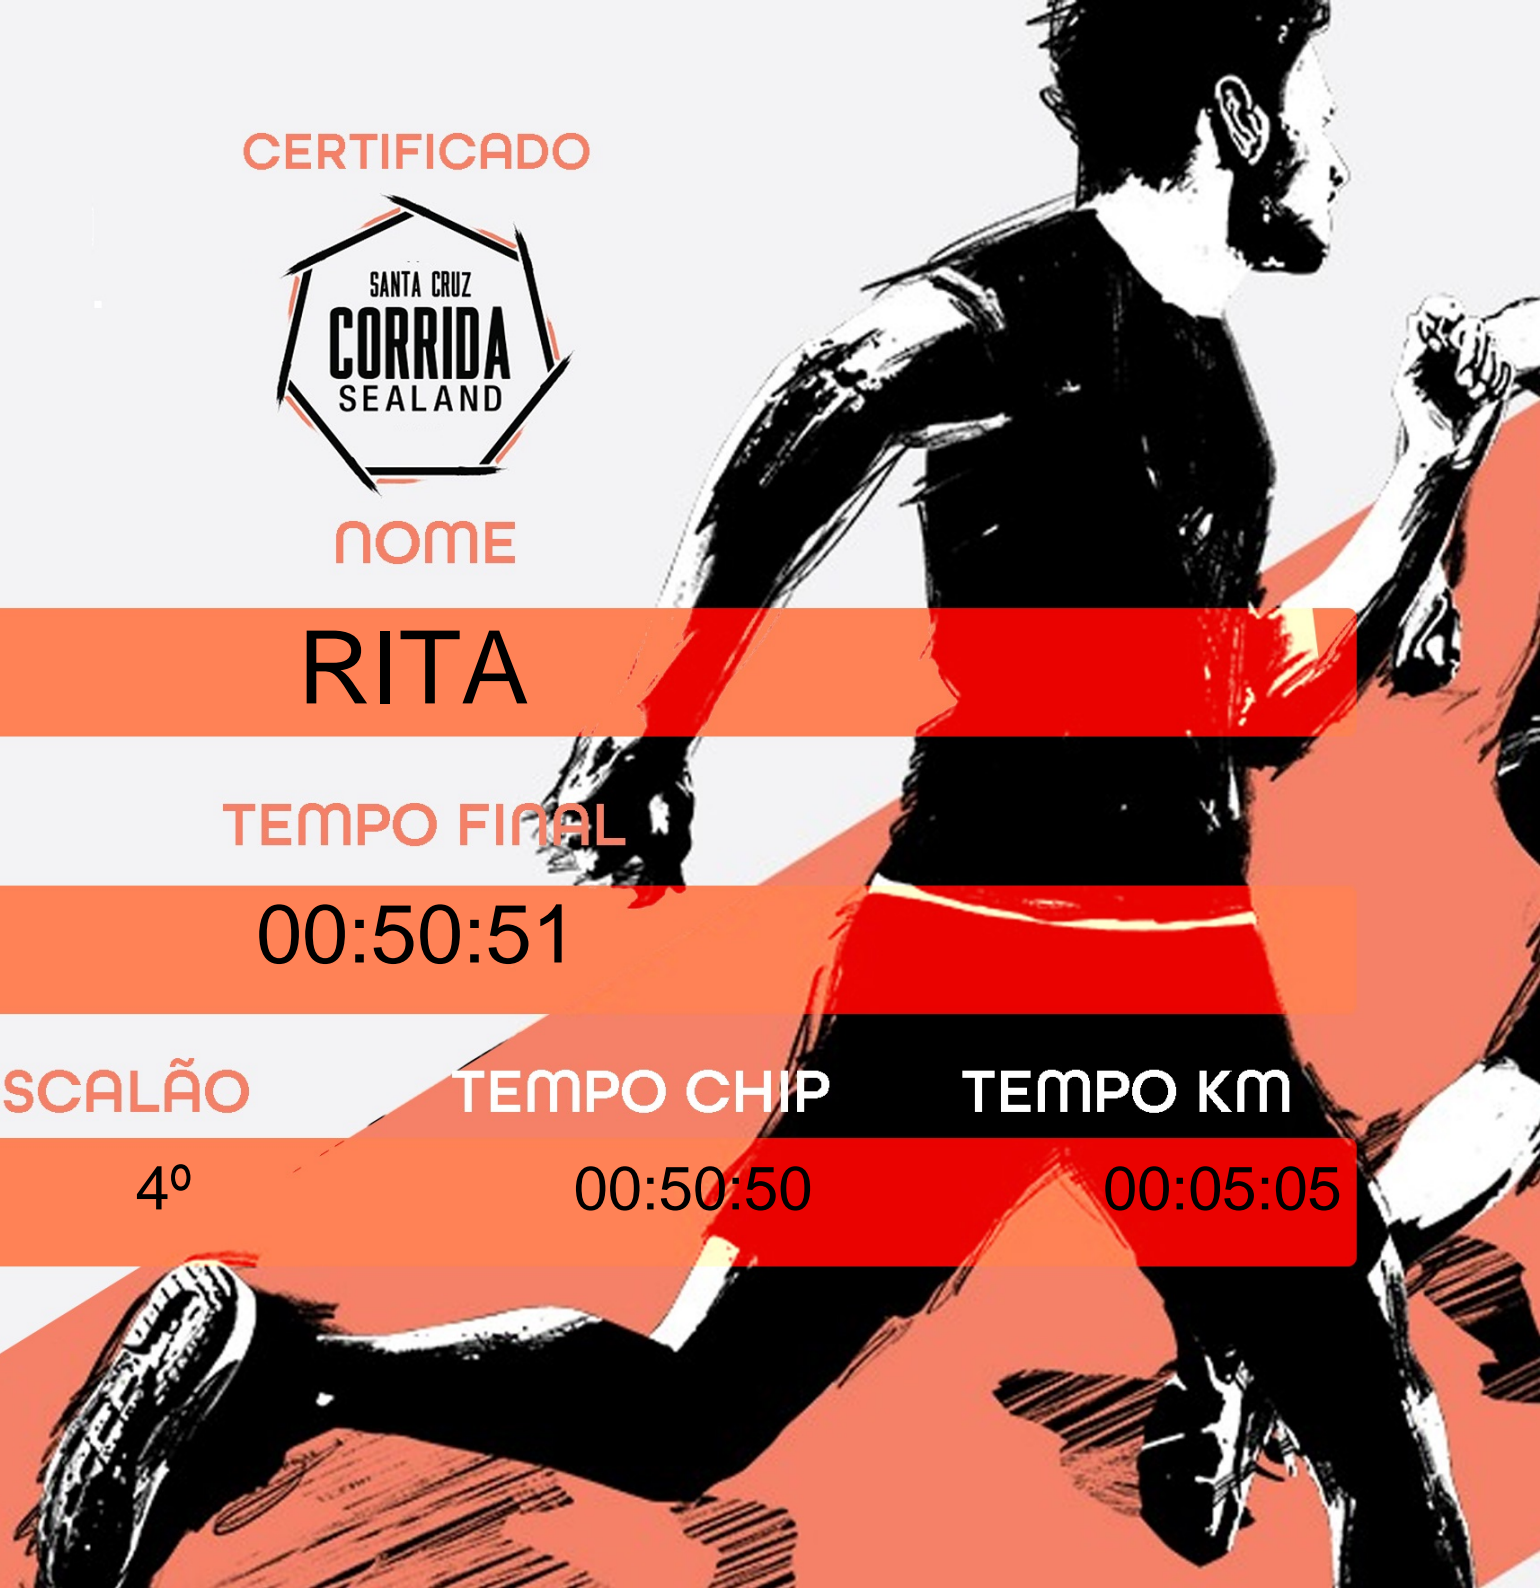 CERTIFICADO
SANTA CRUZ
CORRIDA
SEALAND
NOME
RITA
TEMPO FINAL
00:50:51
SCALÃO TEMPO CHIP TEMPO KM
4º 00:50:50 00:05:05